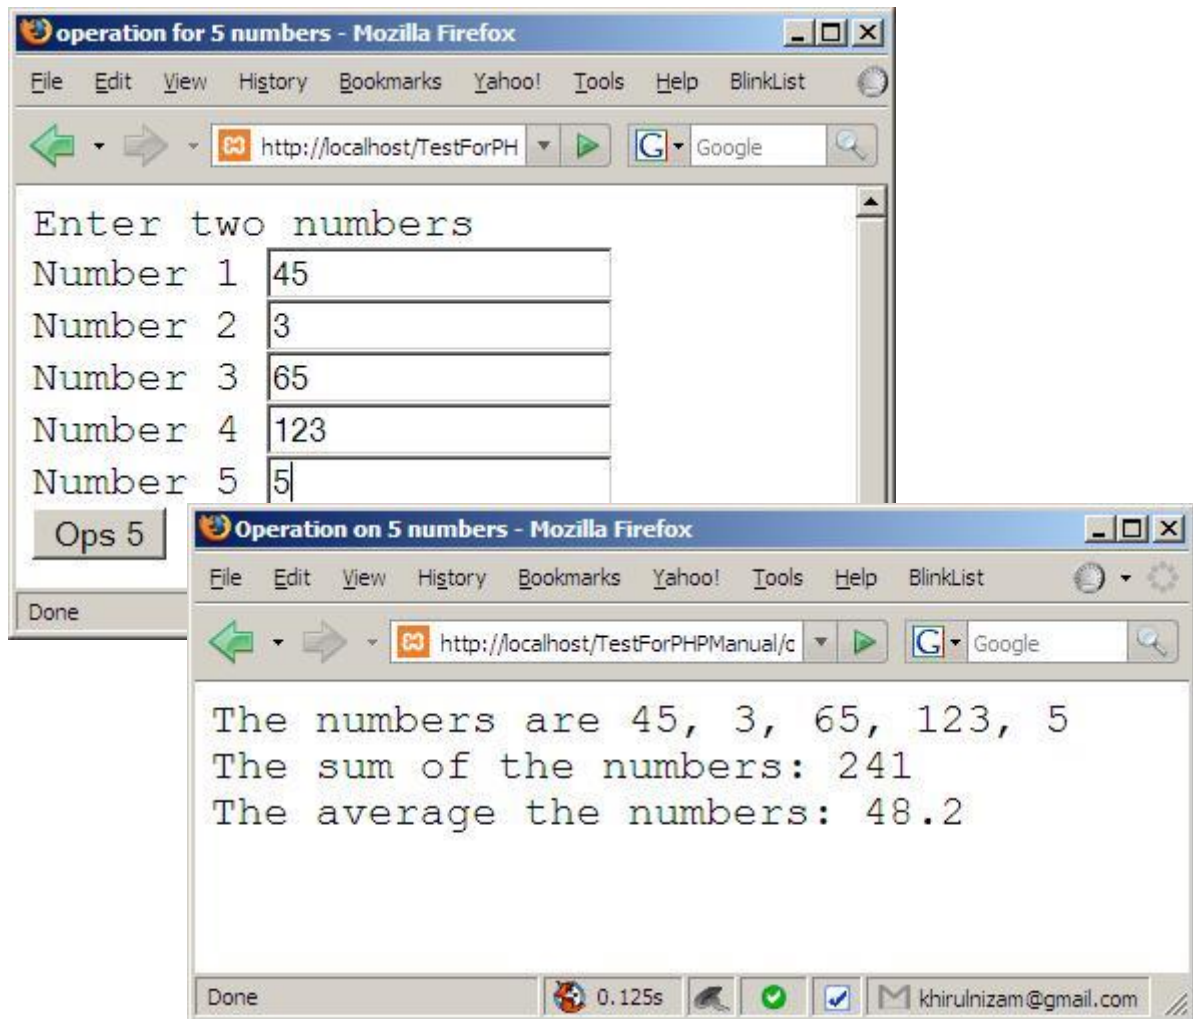 operation for 5 numbers - Mozilla Firefox
File Edit View History Bookmarks Yahoo! Tools Help BlinkList
http://localhost/TestForPH G Google
Enter two numbers
Number 1 45
Number 2 3
Number 3 65
Number 4 123
Number 5 5
Ops 5
Done
Operation on 5 numbers - Mozilla Firefox
File Edit View History Bookmarks Yahoo! Tools Help BlinkList
http://localhost/TestForPHPManual/c G Google
The numbers are 45, 3, 65, 123, 5
The sum of the numbers: 241
The average the numbers: 48.2
Done 0.125s khirulnizam@gmail.com